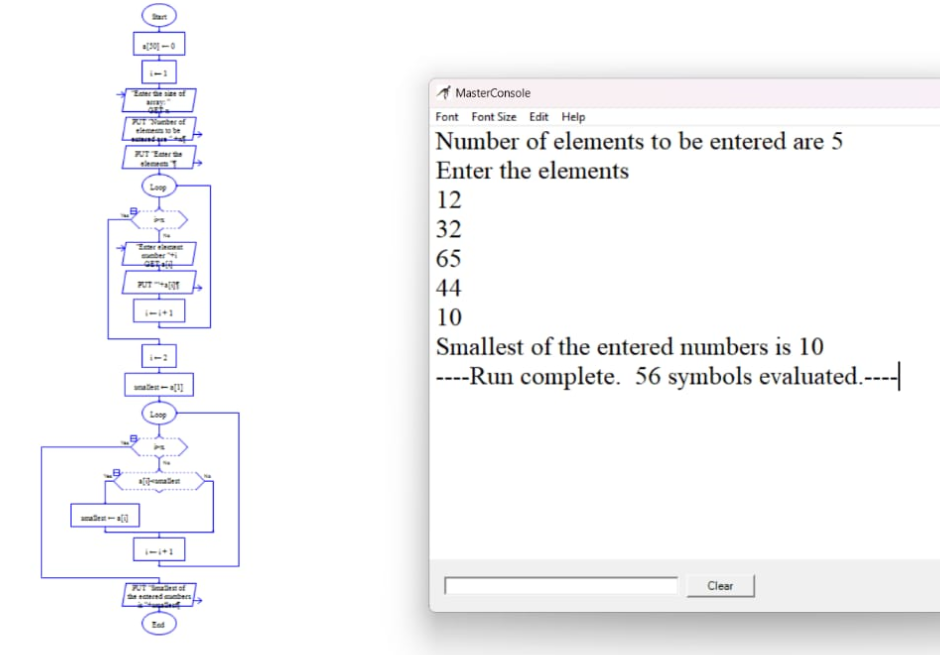 Start
a[50] ← 0
i ← 1
"Enter the size of
array: "
PUT "Number of
elements to be
PUT "Enter the
elements "¶
Loop
Yes
No
"Enter element
number "+i
GET a[i]
PUT ""+a[i]¶
i ← i+1
i ← 2
smallest ← a[1]
Loop
Yes
No
Yes
a[i]<smallest
No
smallest ← a[i]
i ← i+1
PUT "Smallest of
the entered numbers
is "+smallest¶
End
MasterConsole
Font Font Size Edit Help
Number of elements to be entered are 5
Enter the elements
12
32
65
44
10
Smallest of the entered numbers is 10
----Run complete.  56 symbols evaluated.----
Clear